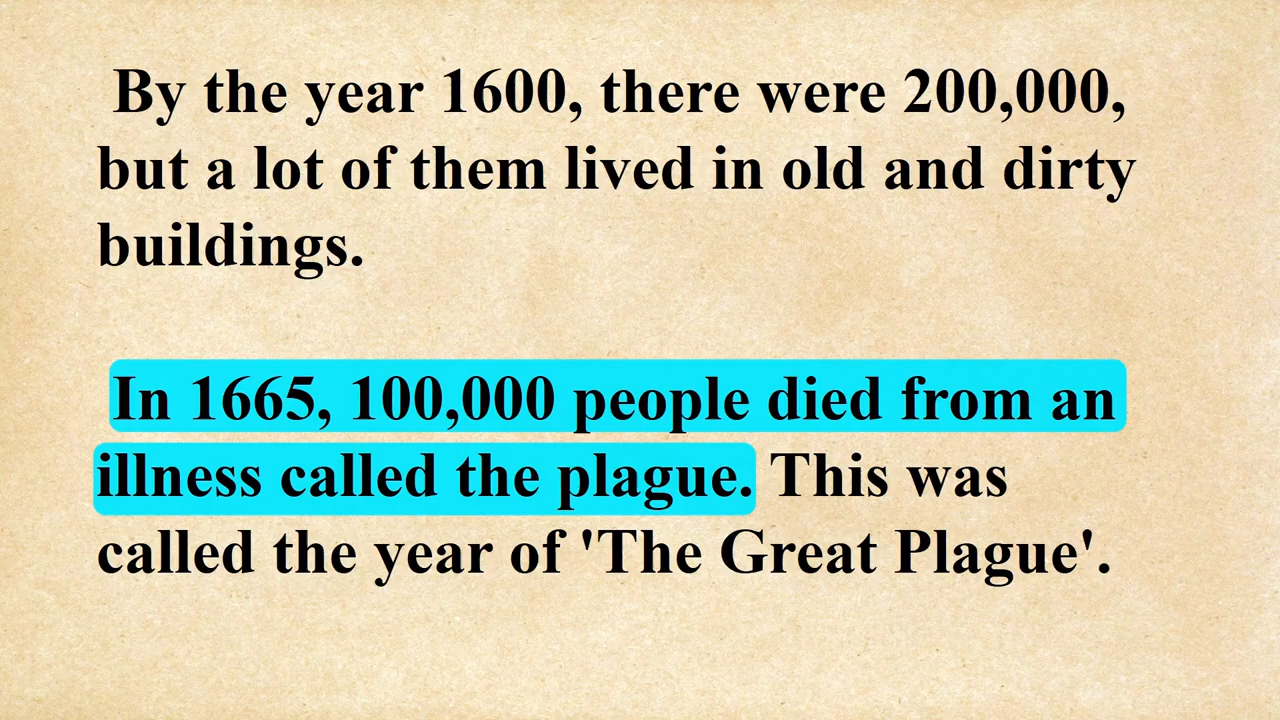 By the year 1600, there were 200,000,
but a lot of them lived in old and dirty
buildings.
In 1665, 100,000 people died from an
illness called the plague. This was
called the year of 'The Great Plague'.